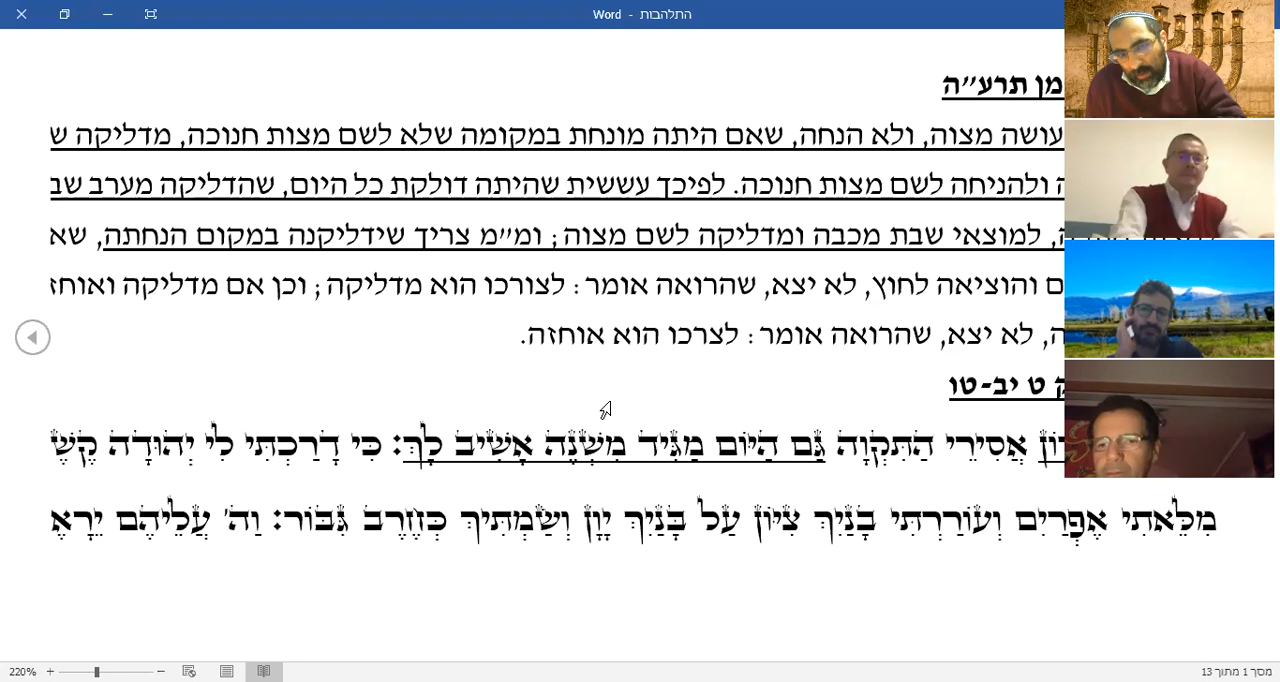 התלהבות - Word
מן תרע״ה
עושה מצוה, ולא הנחה, שאם היתה מונחת במקומה שלא לשם מצות חנוכה, מדליקה ש
ה ולהניחה לשם מצות חנוכה. לפיכך עששית שהיתה דולקת כל היום, שהדליקה מערב שב
למוצאי שבת מכבה ומדליקה לשם מצוה; ומ״מ צריך שידליקנה במקום הנחתה, שא
ם והוציאה לחוץ, לא יצא, שהרואה אומר: לצורכו הוא מדליקה; וכן אם מדליקה ואוחז
ה, לא יצא, שהרואה אומר: לצרכו הוא אוחזה.
ק ט יב-טו
רוֹן אֲסִירֵי הַתִּקְוָה גַּם הַיּוֹם מַגִּיד מִשְׁנֶה אָשִׁיב לָךְ: כִּי דָרַכְתִּי לִי יְהוּדָה קֶשֶׁ
מִלֵּאתִי אֶפְרַיִם וְעוֹרַרְתִּי בָנַיִךְ צִיּוֹן עַל בָּנַיִךְ יָוָן וְשַׂמְתִּיךְ כְּחֶרֶב גִּבּוֹר: וַה' עֲלֵיהֶם יֵרָאֶ
מסך 1 מתוך 13
220%